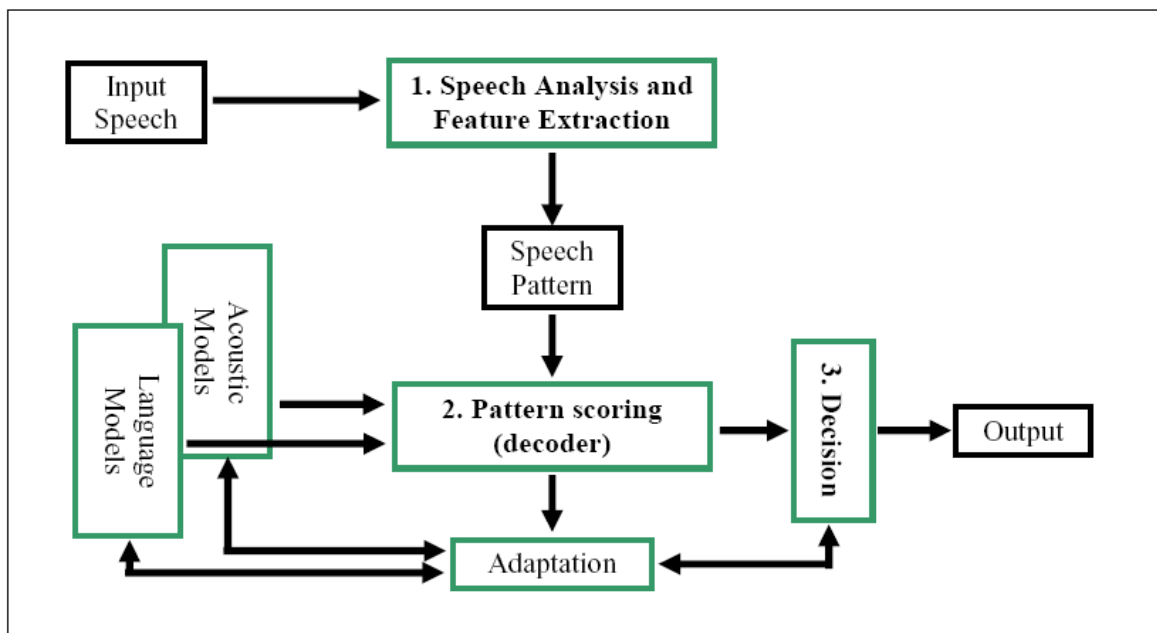 Input
Speech
1. Speech Analysis and
Feature Extraction
Speech
Pattern
Acoustic
Models
Language
Models
2. Pattern scoring
(decoder)
3. Decision
Output
Adaptation